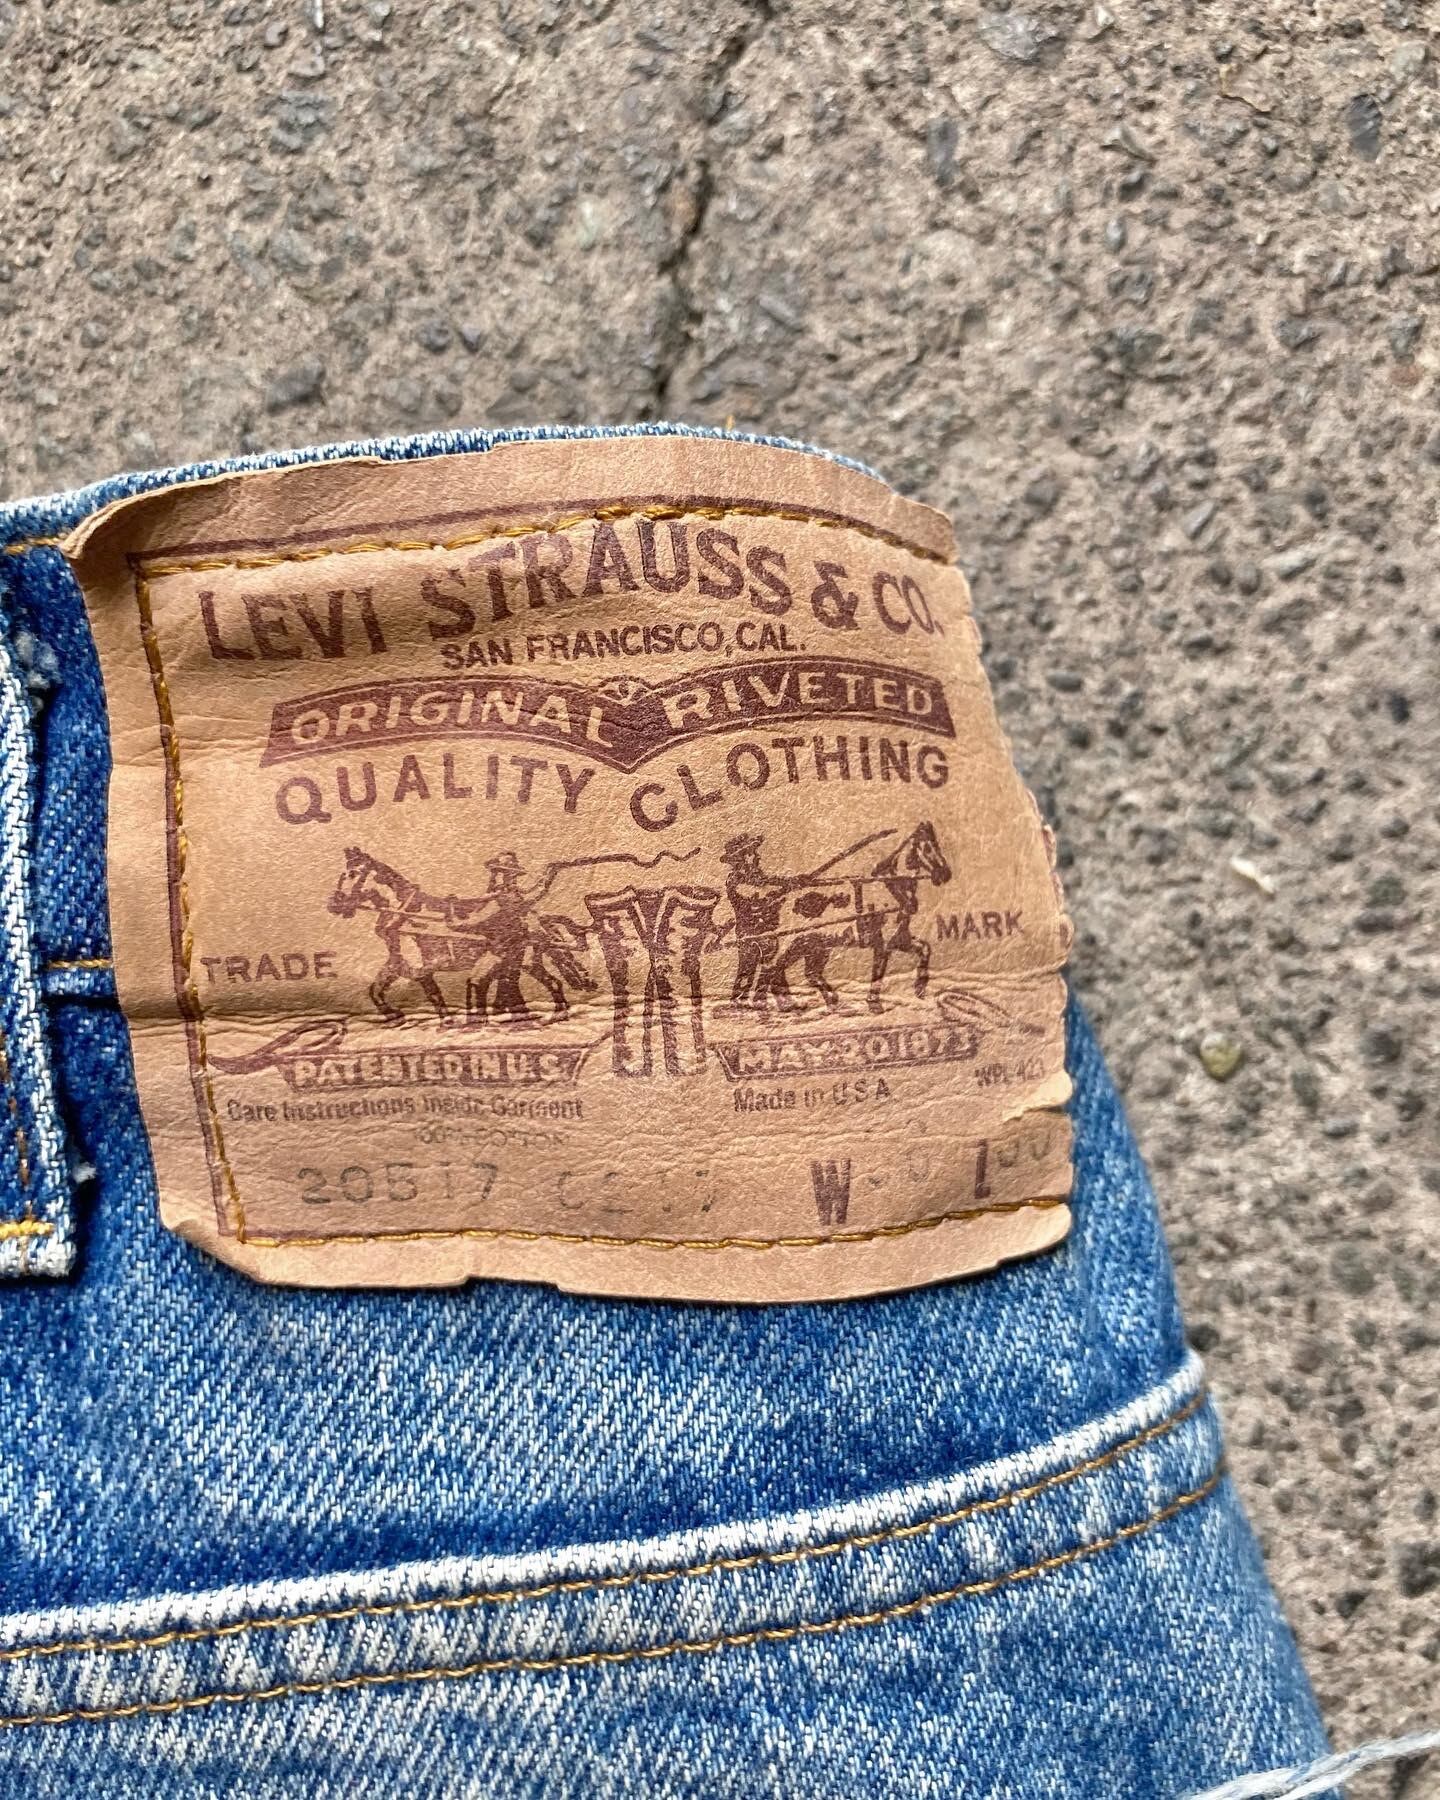 LEVI STRAUSS & CO.
SAN FRANCISCO, CAL.
ORIGINAL RIVETED
QUALITY CLOTHING
TRADE MARK
PATENTED IN U.S. MAY 20 1873
Care Instructions Inside Garment Made in U S A WPL 423
20517 W L